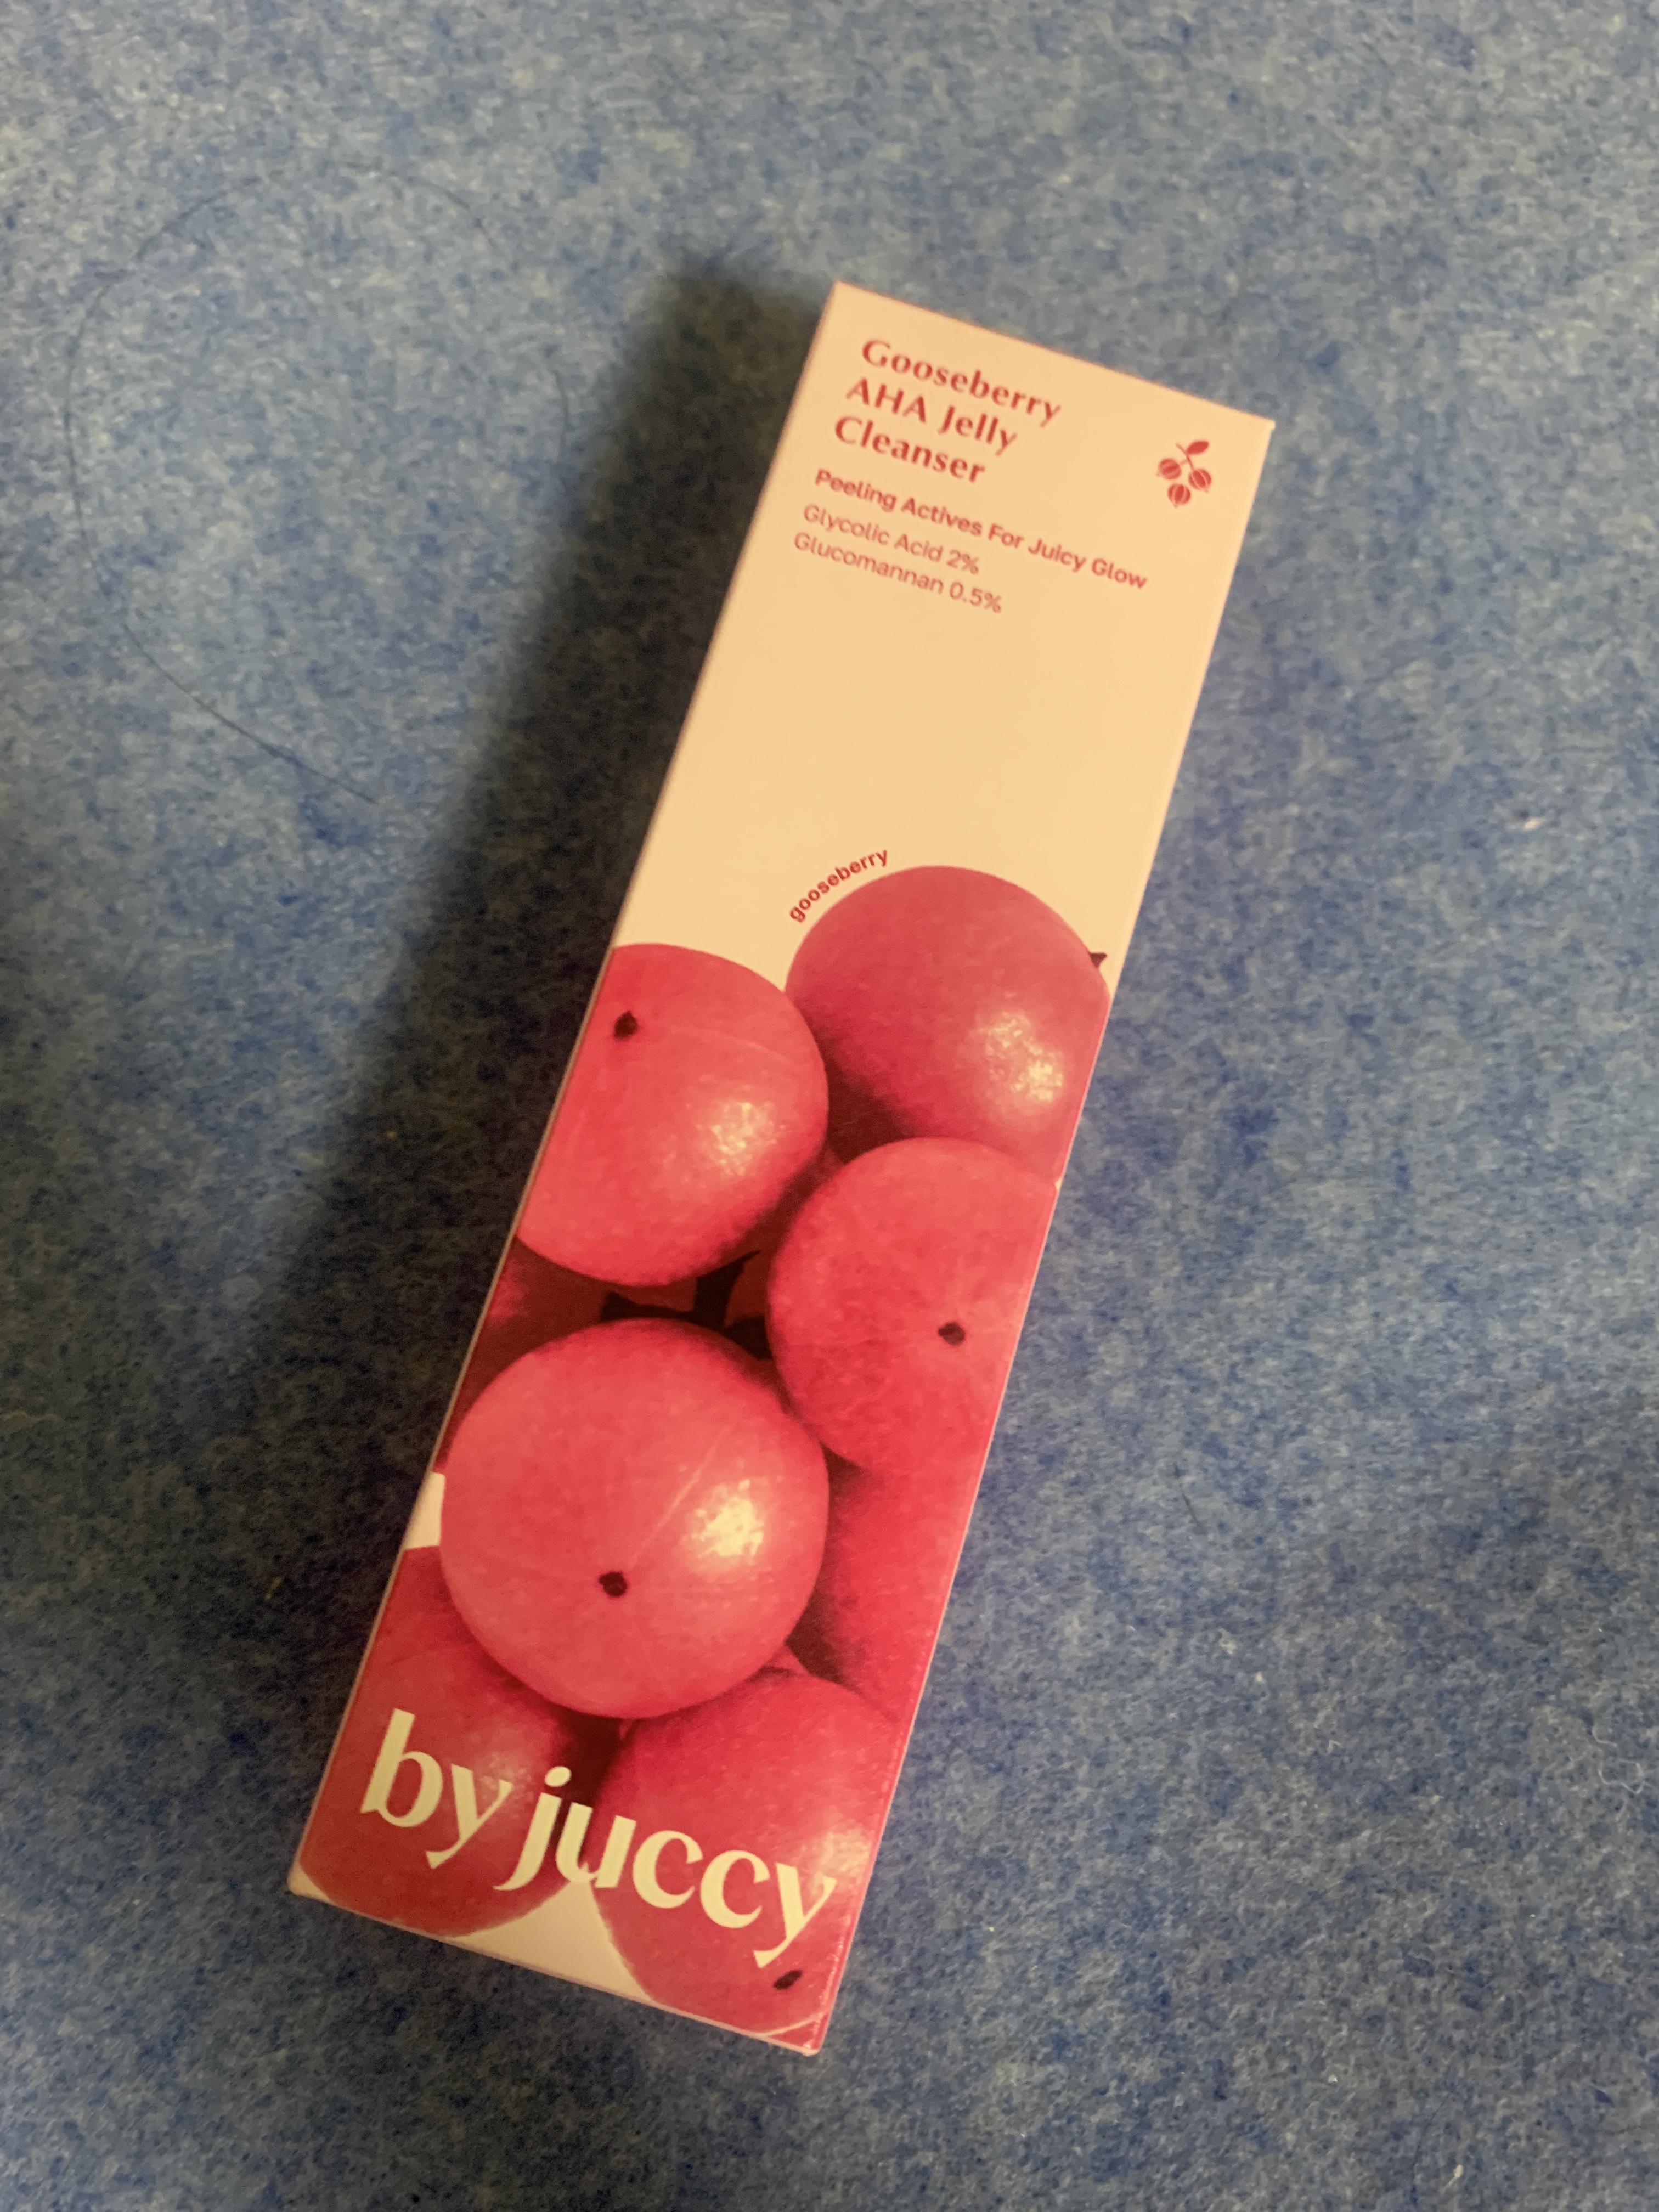 Gooseberry
AHA Jelly
Cleanser
Peeling Actives For Juicy Glow
Glycolic Acid 2%
Glucomannan 0.5%
gooseberry
by juccy